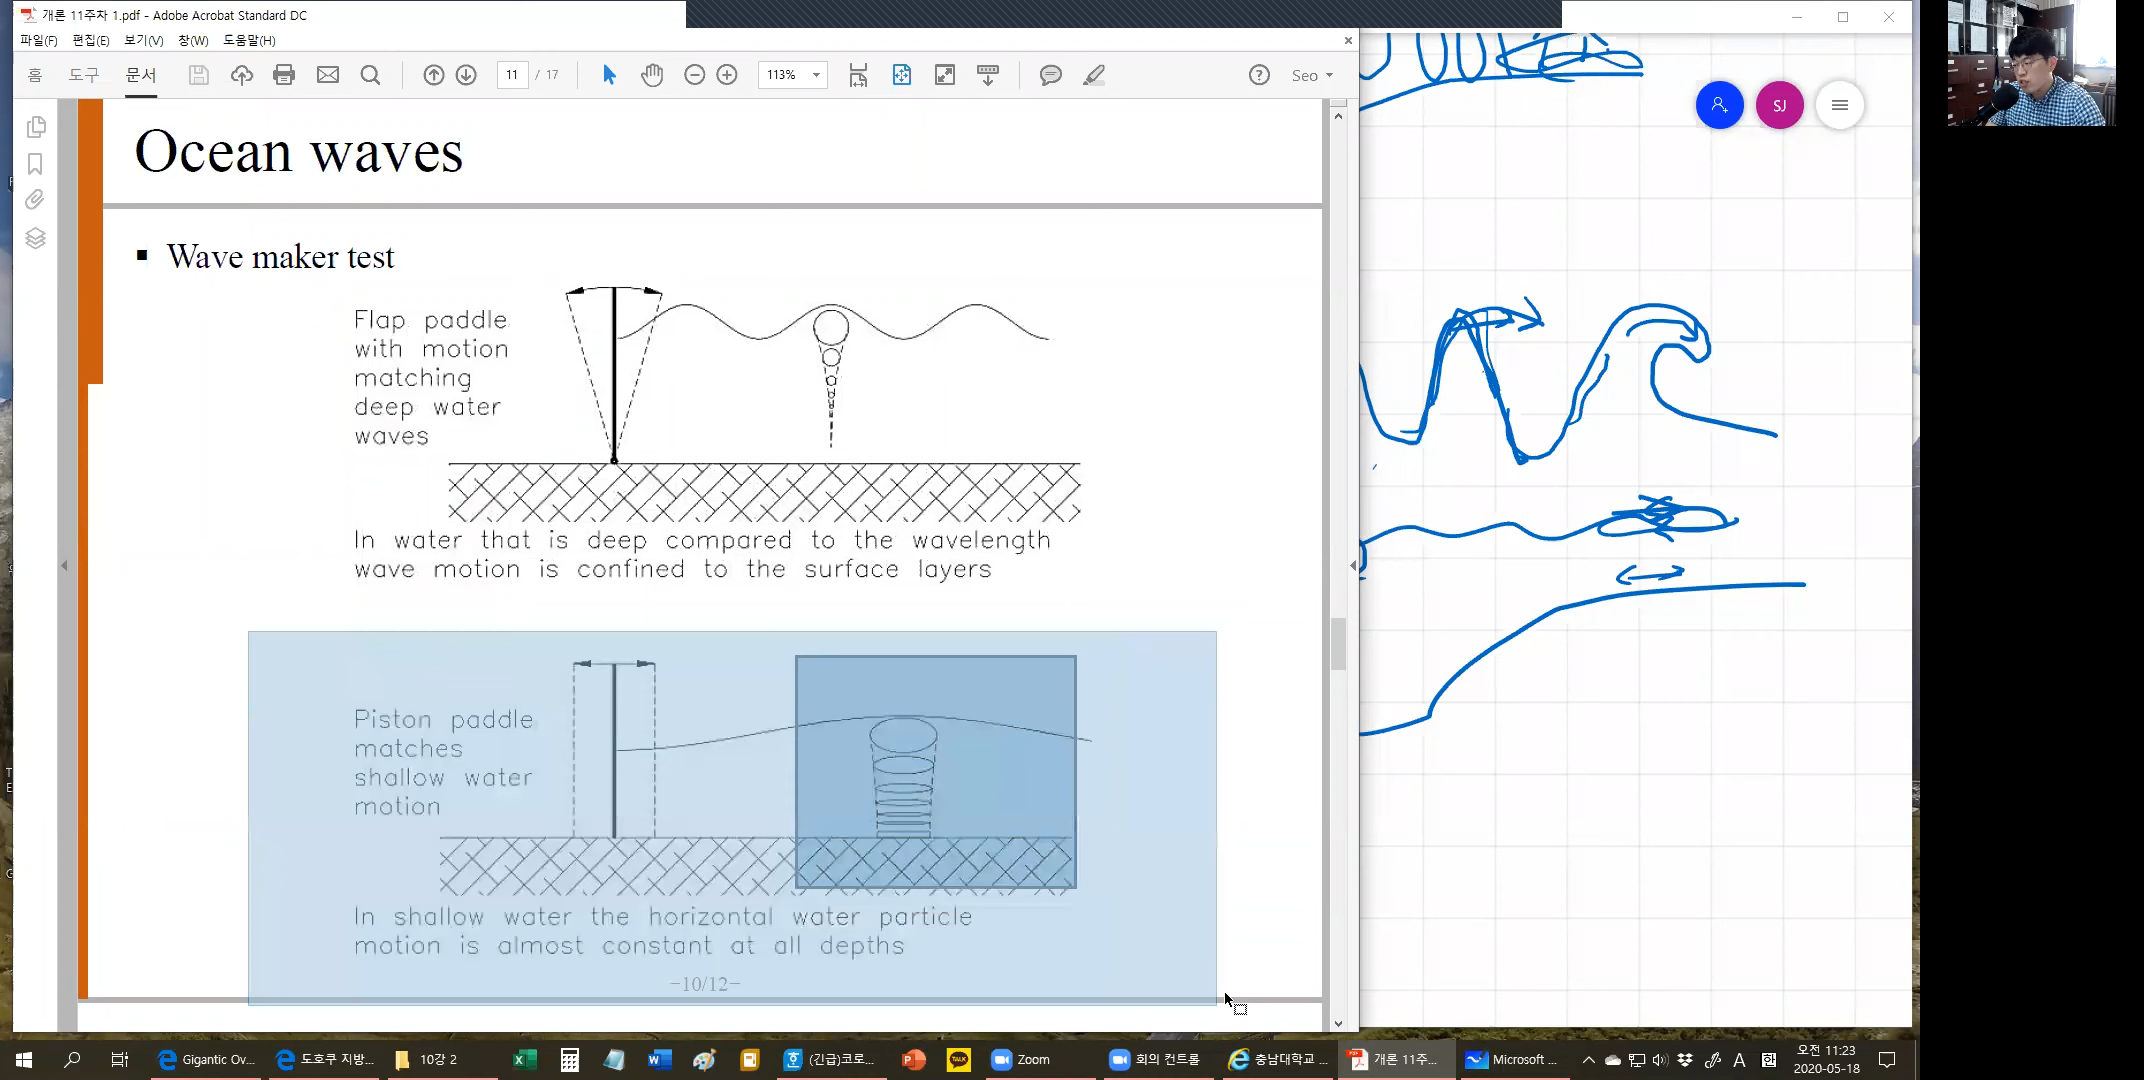 개론 11주차 1.pdf - Adobe Acrobat Standard DC
파일(F) 편집(E) 보기(V) 창(W) 도움말(H)
홈 도구 문서 11 / 17 113% Seo
SJ
Ocean waves
▪ Wave maker test
Flap paddle
with motion
matching
deep water
waves
In water that is deep compared to the wavelength
wave motion is confined to the surface layers
Piston paddle
matches
shallow water
motion
In shallow water the horizontal water particle
motion is almost constant at all depths
−10/12−
Gigantic Ov... 도호쿠 지방... 10강 2 (긴급)코로... TALK Zoom 회의 컨트롤 충남대학교 ... 개론 11주... Microsoft ... A 한
오전 11:23
2020-05-18